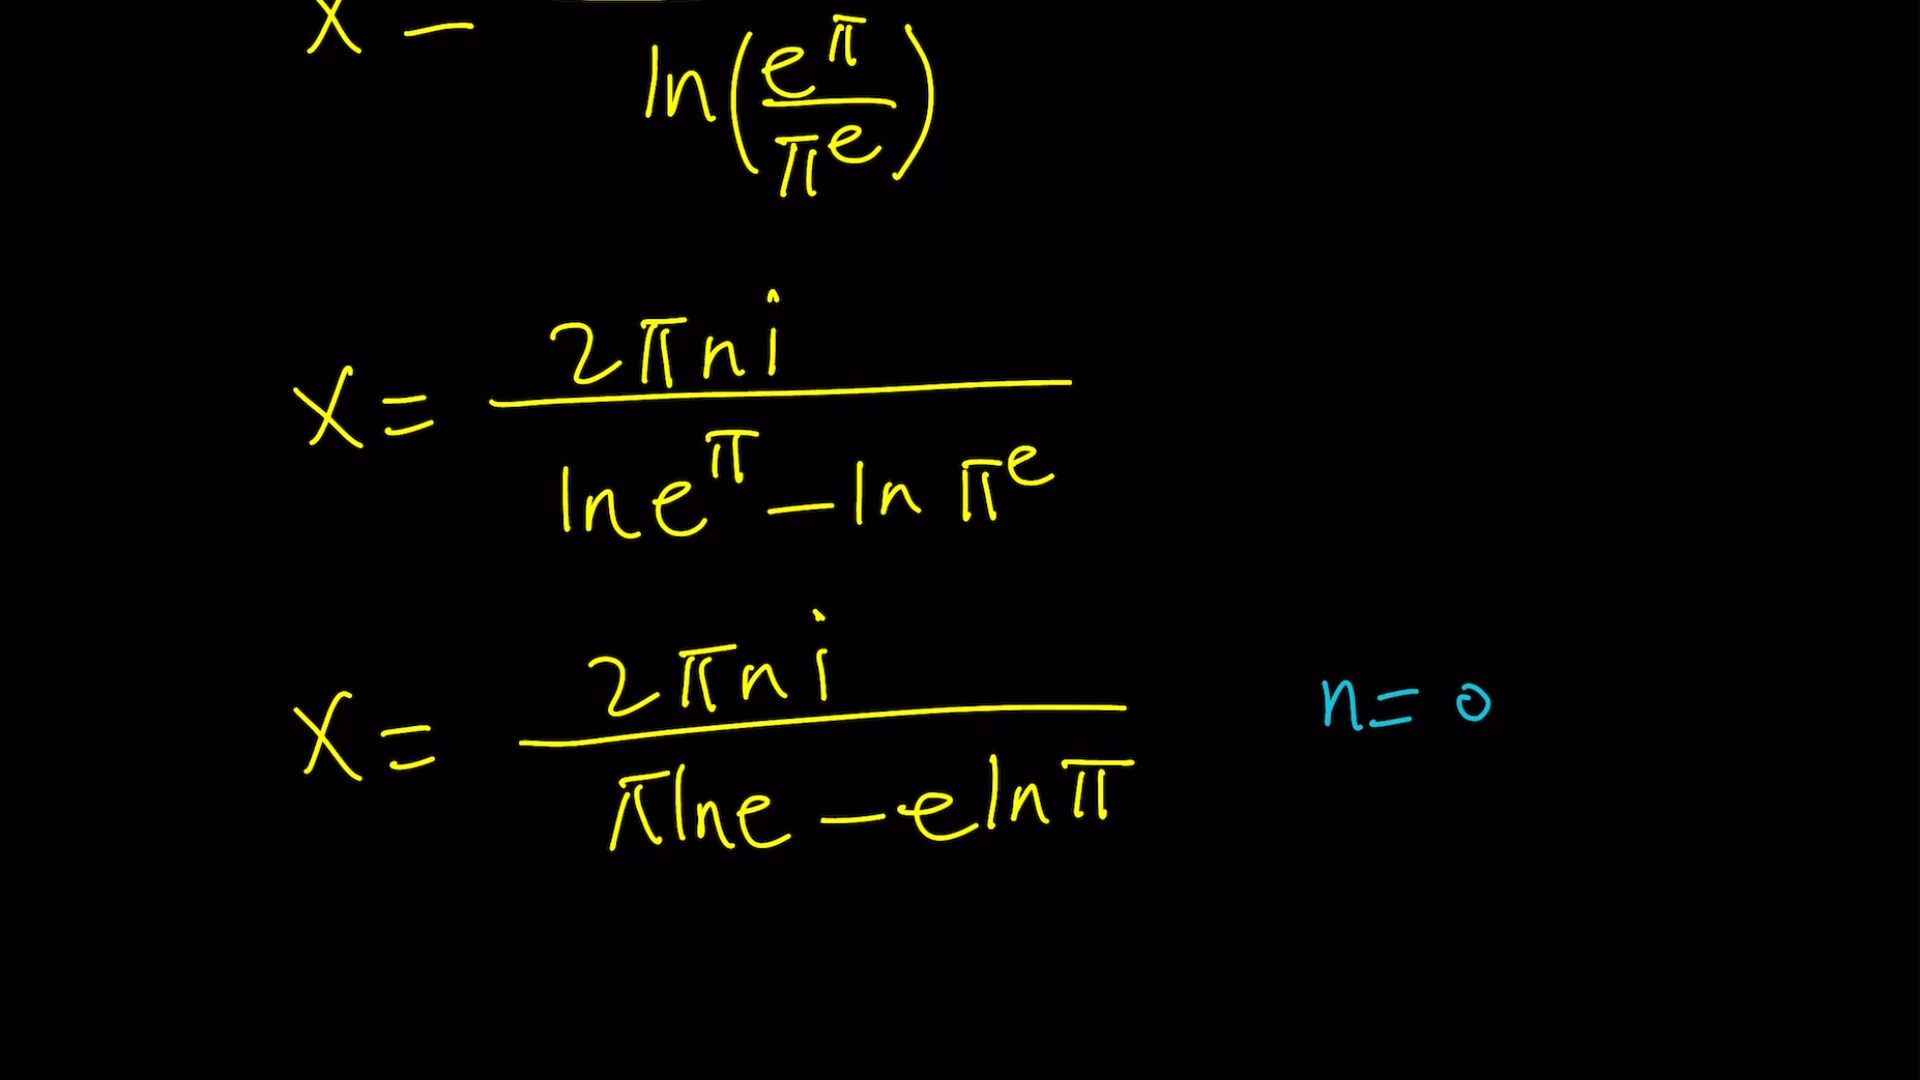 x –
ln(e^π/π^e)
x = 2πni
ln e^π – ln π^e
x = 2πni n = 0
π ln e – e ln π